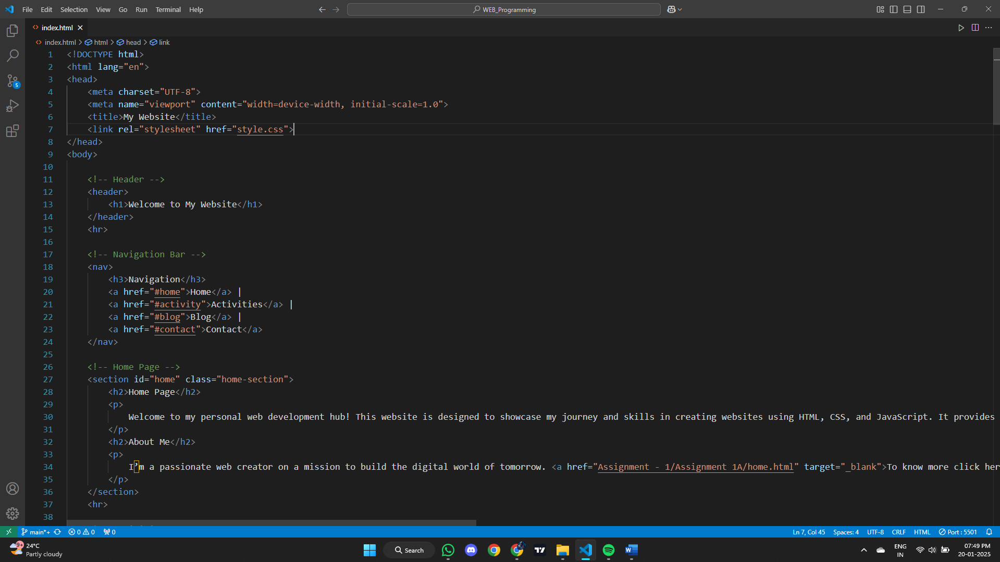 File Edit Selection View Go Run Terminal Help
WEB_Programming
index.html
index.html > html > head > link
1 <!DOCTYPE html>
2 <html lang="en">
3 <head>
4 <meta charset="UTF-8">
5 <meta name="viewport" content="width=device-width, initial-scale=1.0">
6 <title>My Website</title>
7 <link rel="stylesheet" href="style.css">
8 </head>
9 <body>
10
11 <!-- Header -->
12 <header>
13 <h1>Welcome to My Website</h1>
14 </header>
15 <hr>
16
17 <!-- Navigation Bar -->
18 <nav>
19 <h3>Navigation</h3>
20 <a href="#home">Home</a> |
21 <a href="#activity">Activities</a> |
22 <a href="#blog">Blog</a> |
23 <a href="#contact">Contact</a>
24 </nav>
25
26 <!-- Home Page -->
27 <section id="home" class="home-section">
28 <h2>Home Page</h2>
29 <p>
30 Welcome to my personal web development hub! This website is designed to showcase my journey and skills in creating websites using HTML, CSS, and JavaScript. It provides
31 </p>
32 <h2>About Me</h2>
33 <p>
34 I’m a passionate web creator on a mission to build the digital world of tomorrow. <a href="Assignment - 1/Assignment 1A/home.html" target="_blank">To know more click her
35 </p>
36 </section>
37 <hr>
38
5
main*+ 0 0 0 Ln 7, Col 45 Spaces: 4 UTF-8 CRLF HTML Port : 5501
9+ 24°C
Partly cloudy
Search
ENG
IN
07:49 PM
20-01-2025